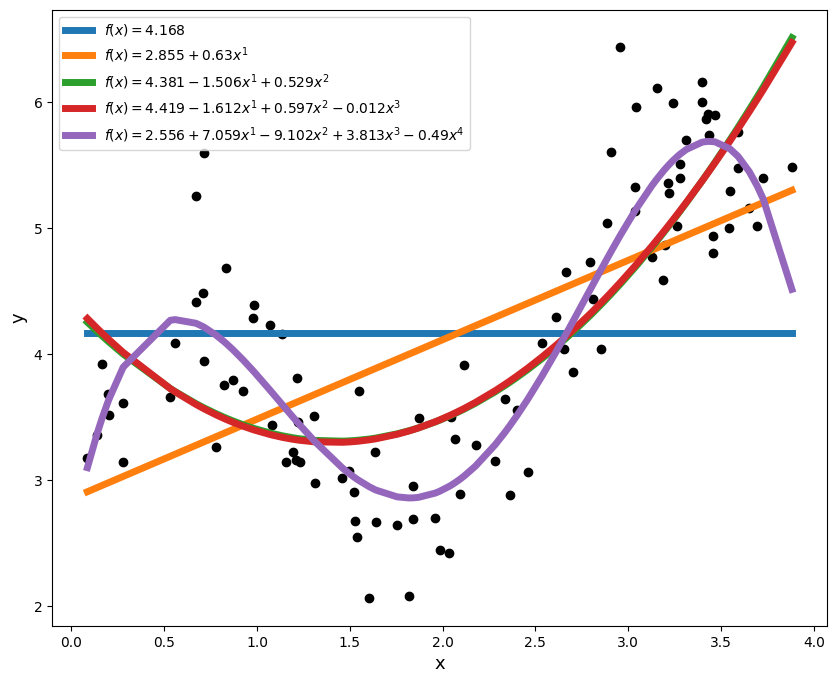 f(x) = 4.168
f(x) = 2.855 + 0.63x¹
f(x) = 4.381 − 1.506x¹ + 0.529x²
f(x) = 4.419 − 1.612x¹ + 0.597x² − 0.012x³
f(x) = 2.556 + 7.059x¹ − 9.102x² + 3.813x³ − 0.49x⁴
6
5
4
3
2
y
0.0 0.5 1.0 1.5 2.0 2.5 3.0 3.5 4.0
x